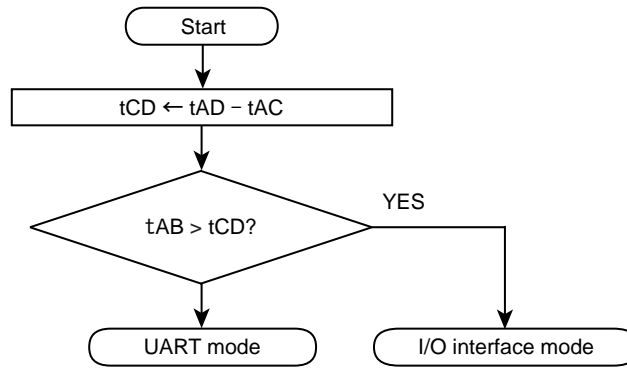 Start
tCD ← tAD − tAC
YES
tAB > tCD?
UART mode
I/O interface mode